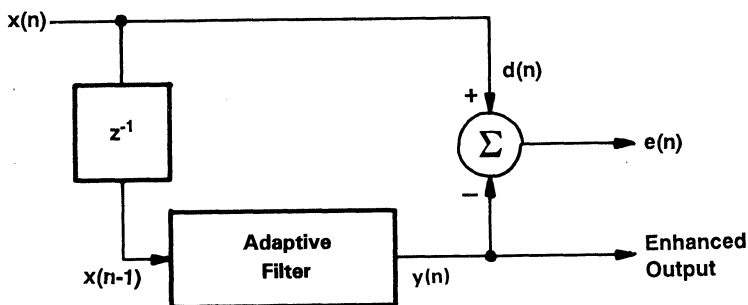 x(n)
d(n)
+
z⁻¹
Σ
e(n)
−
Adaptive
Filter
x(n-1)
y(n)
Enhanced
Output